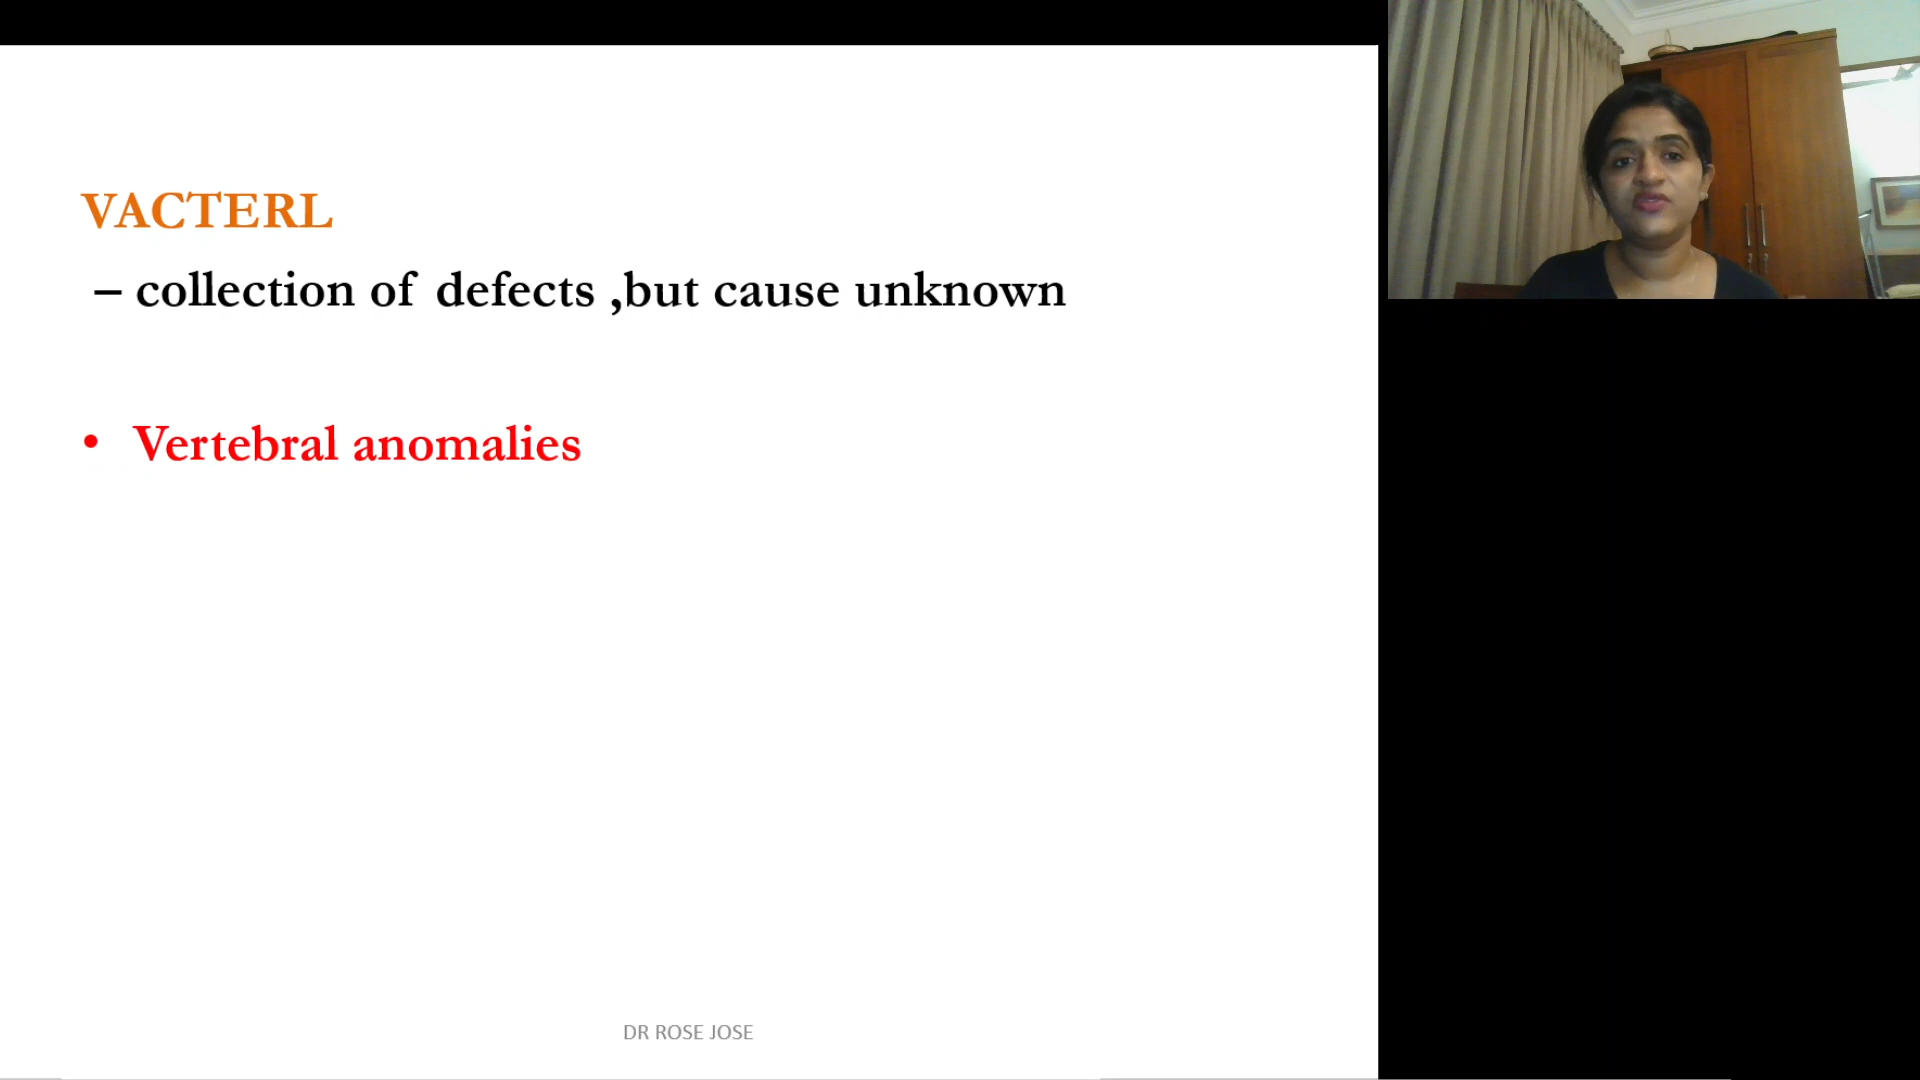 VACTERL
– collection of defects ,but cause unknown
• Vertebral anomalies
DR ROSE JOSE